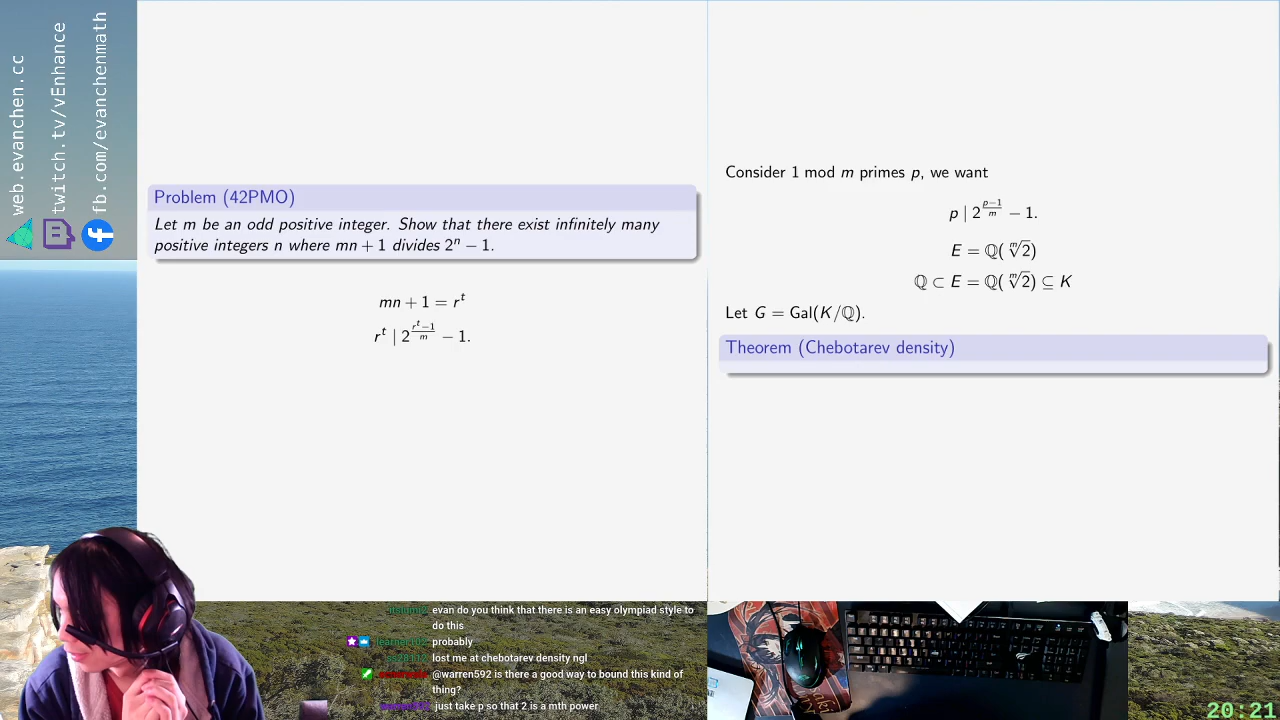 web.evanchen.cc
twitch.tv/vEnhance
fb.com/evanchenmath
Problem (42PMO)
Let m be an odd positive integer. Show that there exist infinitely many
positive integers n where mn + 1 divides 2^n − 1.
mn + 1 = r^t
r^t | 2^{\frac{r^t−1}{m}} − 1.
Consider 1 mod m primes p, we want
p | 2^{\frac{p−1}{m}} − 1.
E = ℚ(\sqrt[m]{2})
ℚ ⊂ E = ℚ(\sqrt[m]{2}) ⊆ K
Let G = Gal(K/ℚ).
Theorem (Chebotarev density)
evan do you think that there is an easy olympiad style to
do this
probably
lost me at chebotarev density ngl
@warren592 is there a good way to bound this kind of
thing?
just take p so that 2 is a mth power
20:21